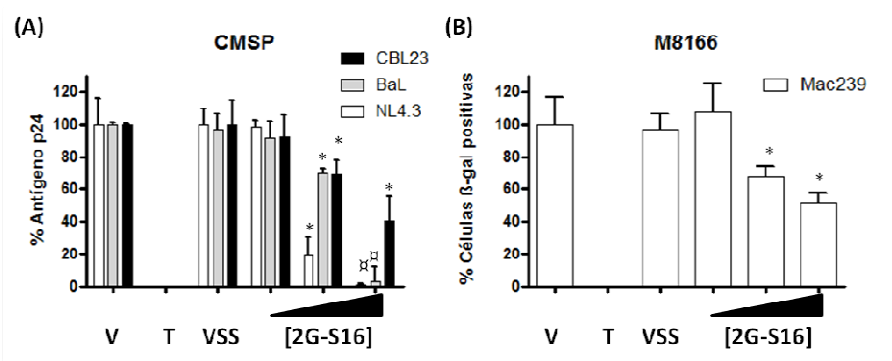 (A)
CMSP
CBL23
BaL
NL4.3
% Antígeno p24
120
100
80
60
40
20
0
*
*
*
*
¤
¤
V T VSS [2G-S16]
(B)
M8166
Mac239
% Células ß-gal positivas
120
100
80
60
40
20
0
*
*
V T VSS [2G-S16]